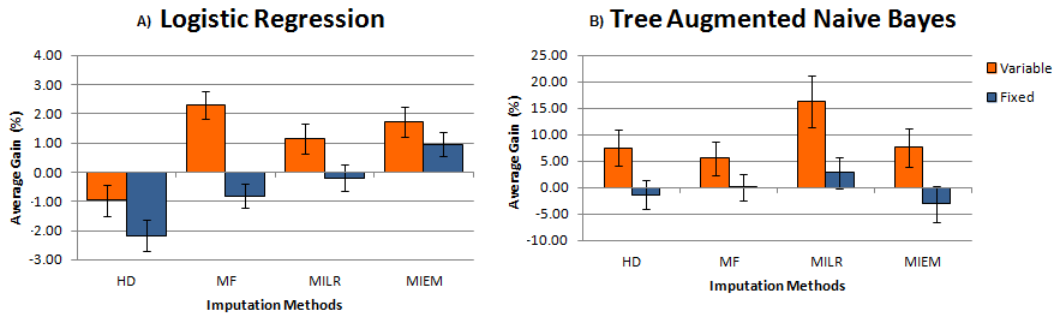 A) Logistic Regression
4.00
3.00
2.00
1.00
0.00
-1.00
-2.00
-3.00
Average Gain (%)
HD MF MILR MIEM
Imputation Methods
B) Tree Augmented Naive Bayes
25.00
20.00
15.00
10.00
5.00
0.00
-5.00
-10.00
Average Gain (%)
HD MF MILR MIEM
Imputation Methods
Variable
Fixed